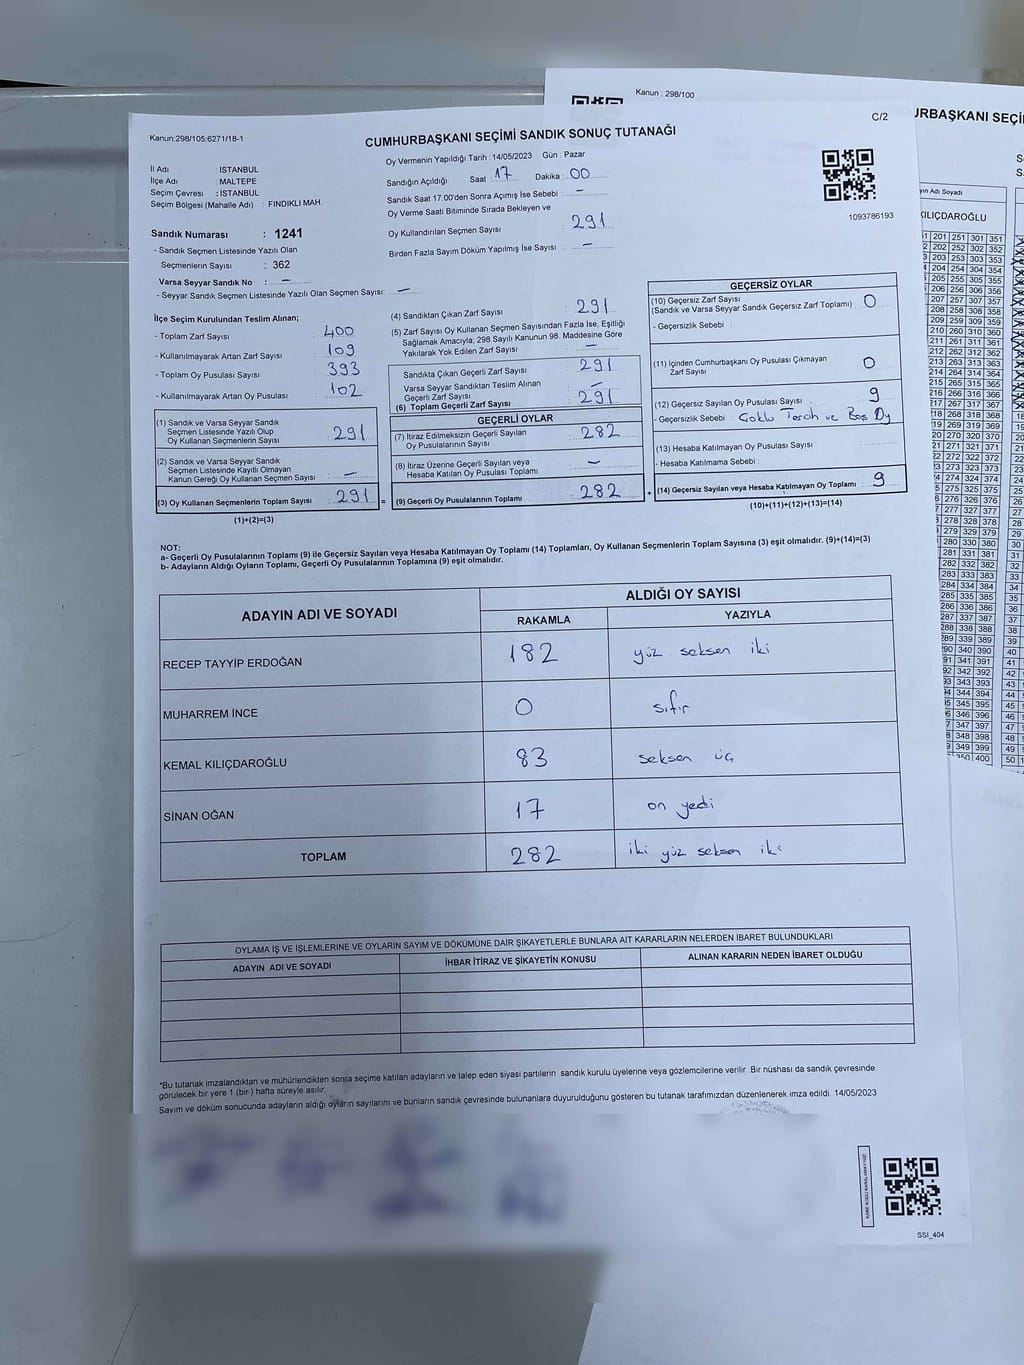 Kanun : 298/100
C/2
Kanun:298/105;6271/18-1
CUMHURBAŞKANI SEÇİMİ SANDIK SONUÇ TUTANAĞI
İl Adı : İSTANBUL
İlçe Adı : MALTEPE
Seçim Çevresi : İSTANBUL
Seçim Bölgesi (Mahalle Adı) : FINDIKLI MAH.
Oy Vermenin Yapıldığı Tarih :14/05/2023 Gün : Pazar
Sandığın Açıldığı Saat : 17 Dakika : 00
Sandık Saat 17.00'den Sonra Açımış İse Sebebi : –
Oy Verme Saati Bitiminde Sırada Bekleyen ve
Oy Kullandırılan Seçmen Sayısı : 291
Birden Fazla Sayım Döküm Yapılmış İse Sayısı : –
1093786193
Sandık Numarası : 1241
- Sandık Seçmen Listesinde Yazılı Olan
Seçmenlerin Sayısı : 362
Varsa Seyyar Sandık No : –
- Seyyar Sandık Seçmen Listesinde Yazılı Olan Seçmen Sayısı: –
İlçe Seçim Kurulundan Teslim Alınan;
- Toplam Zarf Sayısı : 400
- Kullanılmayarak Artan Zarf Sayısı : 109
- Toplam Oy Pusulası Sayısı : 393
- Kullanılmayarak Artan Oy Pusulası : 102
(1) Sandık ve Varsa Seyyar Sandık
Seçmen Listesinde Yazılı Olup
Oy Kullanan Seçmenlerin Sayısı : 291
(2) Sandık ve Varsa Seyyar Sandık
Seçmen Listesinde Kayıtlı Olmayan
Kanun Gereği Oy Kullanan Seçmen Sayısı : –
(3) Oy Kullanan Seçmenlerin Toplam Sayısı : 291 =
(1)+(2)=(3)
(4) Sandıktan Çıkan Zarf Sayısı : 291
(5) Zarf Sayısı Oy Kullanan Seçmen Sayısından Fazla İse, Eşitliği
Sağlamak Amacıyla; 298 Sayılı Kanunun 98. Maddesine Göre
Yakılarak Yok Edilen Zarf Sayısı : –
Sandıkta Çıkan Geçerli Zarf Sayısı : 291
Varsa Seyyar Sandıktan Teslim Alınan
Geçerli Zarf Sayısı : –
(6) Toplam Geçerli Zarf Sayısı : 291
GEÇERLİ OYLAR
(7) İtiraz Edilmeksizin Geçerli Sayılan
Oy Pusulalarının Sayısı : 282
(8) İtiraz Üzerine Geçerli Sayılan veya
Hesaba Katılan Oy Pusulası Toplamı : –
(9) Geçerli Oy Pusulalarının Toplamı : 282 +
GEÇERSİZ OYLAR
(10) Geçersiz Zarf Sayısı
(Sandık ve Varsa Seyyar Sandık Geçersiz Zarf Toplamı) : 0
- Geçersizlik Sebebi :
(11) İçinden Cumhurbaşkanı Oy Pusulası Çıkmayan
Zarf Sayısı : 0
(12) Geçersiz Sayılan Oy Pusulası Sayısı : 9
- Geçersizlik Sebebi : Çoklu Tercih ve Boş Oy
(13) Hesaba Katılmayan Oy Pusulası Sayısı :
- Hesaba Katılmama Sebebi :
(14) Geçersiz Sayılan veya Hesaba Katılmayan Oy Toplamı : 9
(10)+(11)+(12)+(13)=(14)
NOT:
a- Geçerli Oy Pusulalarının Toplamı (9) ile Geçersiz Sayılan veya Hesaba Katılmayan Oy Toplamı (14) Toplamları, Oy Kullanan Seçmenlerin Toplam Sayısına (3) eşit olmalıdır. (9)+(14)=(3)
b- Adayların Aldığı Oyların Toplamı, Geçerli Oy Pusulalarının Toplamına (9) eşit olmalıdır.
ADAYIN ADI VE SOYADI
ALDIĞI OY SAYISI
RAKAMLA YAZIYLA
RECEP TAYYİP ERDOĞAN 182 yüz seksen iki
MUHARREM İNCE 0 sıfır
KEMAL KILIÇDAROĞLU 83 seksen üç
SİNAN OĞAN 17 on yedi
TOPLAM 282 iki yüz seksen iki
OYLAMA İŞ VE İŞLEMLERİNE VE OYLARIN SAYIM VE DÖKÜMÜNE DAİR ŞİKAYETLERLE BUNLARA AİT KARARLARIN NELERDEN İBARET BULUNDUKLARI
ADAYIN ADI VE SOYADI İHBAR İTİRAZ VE ŞİKAYETİN KONUSU ALINAN KARARIN NEDEN İBARET OLDUĞU
*Bu tutanak imzalandıktan ve mühürlendikten sonra seçime katılan adayların ve talep eden siyasi partilerin sandık kurulu üyelerine veya gözlemcilerine verilir. Bir nüshası da sandık çevresinde
görülecek bir yere 1 (bir) hafta süreyle asılır.
Sayım ve döküm sonucunda adayların aldığı oyların sayılarını ve bunların sandık çevresinde bulunanlara duyurulduğunu gösteren bu tutanak tarafımızdan düzenlenerek imza edildi. 14/05/2023
SSI_404